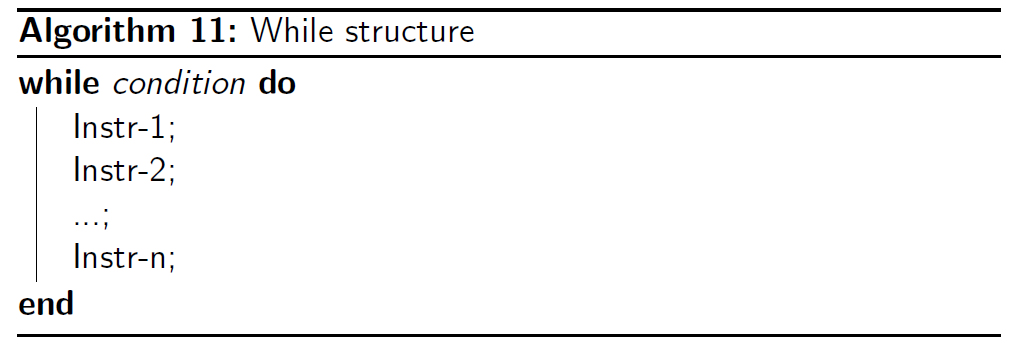 Algorithm 11: While structure
while condition do
Instr-1;
Instr-2;
...;
Instr-n;
end